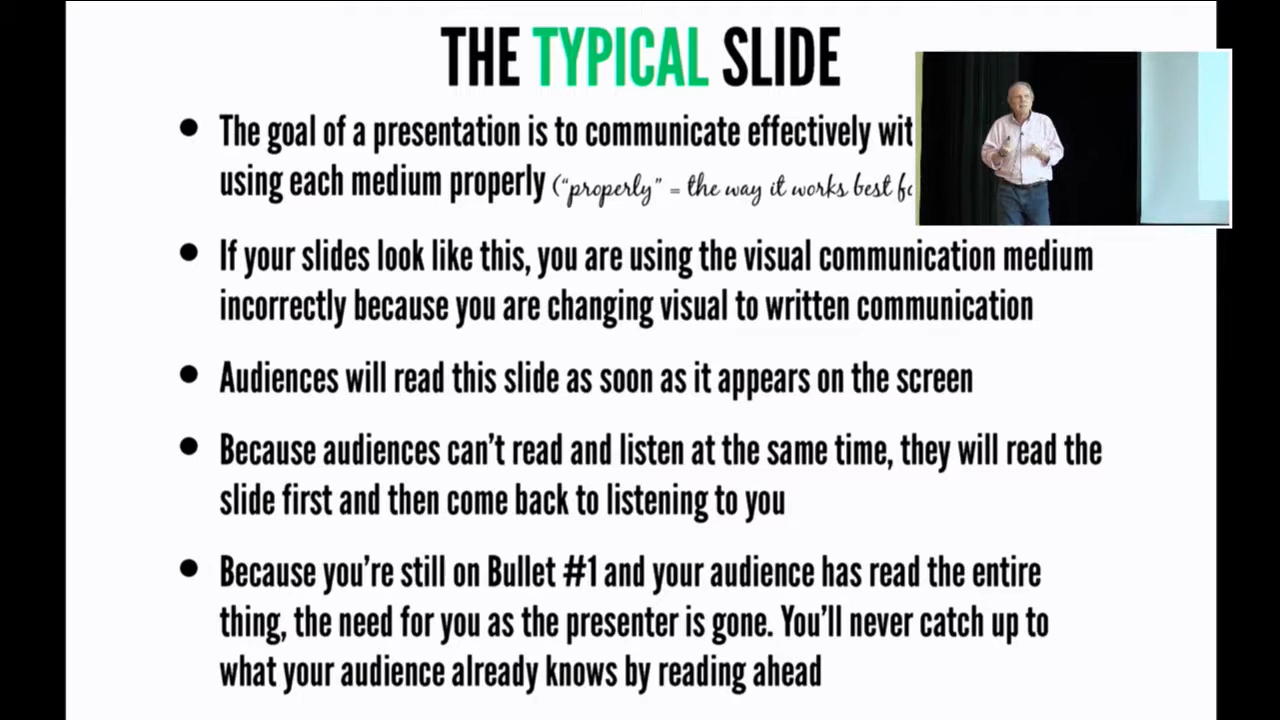 THE TYPICAL SLIDE
• The goal of a presentation is to communicate effectively
using each medium properly (“properly” = the way it works best
• If your slides look like this, you are using the visual communication medium
incorrectly because you are changing visual to written communication
• Audiences will read this slide as soon as it appears on the screen
• Because audiences can’t read and listen at the same time, they will read the
slide first and then come back to listening to you
• Because you’re still on Bullet #1 and your audience has read the entire
thing, the need for you as the presenter is gone. You’ll never catch up to
what your audience already knows by reading ahead